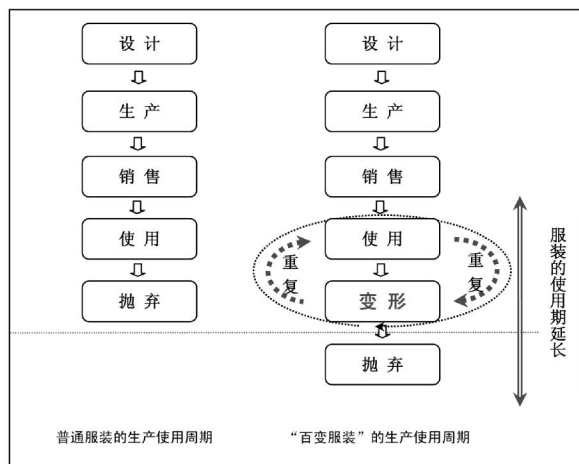 设计
生产
销售
使用
抛弃
普通服装的生产使用周期
设计
生产
销售
使用
重复
重复
变形
抛弃
“百变服装”的生产使用周期
服装的使用期延长